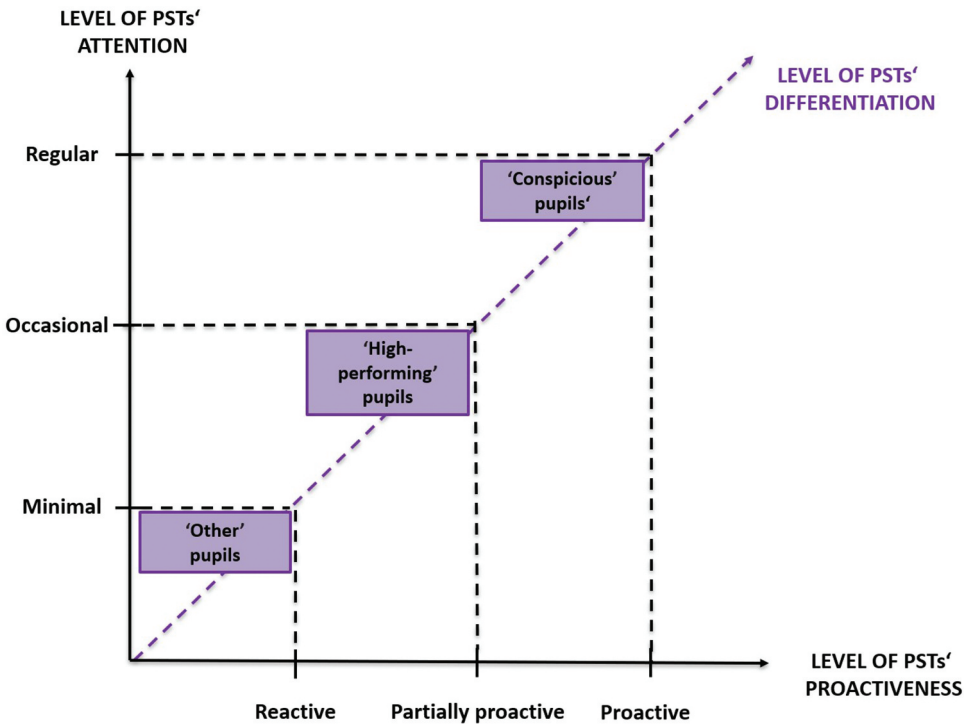 LEVEL OF PSTs‘
ATTENTION
LEVEL OF PSTs‘
DIFFERENTIATION
Regular
‘Conspicious’
pupils‘
Occasional
‘High-
performing’
pupils
Minimal
‘Other’
pupils
LEVEL OF PSTs‘
PROACTIVENESS
Reactive
Partially proactive
Proactive